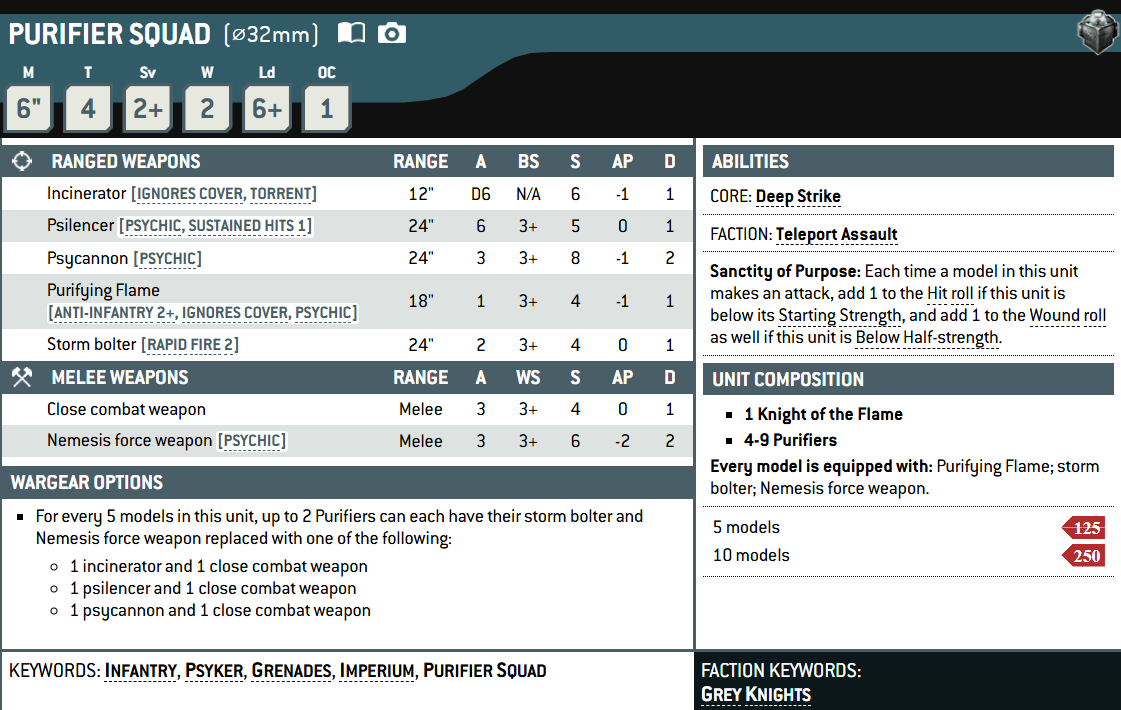 PURIFIER SQUAD (⌀32mm)
M T Sv W Ld OC
6" 4 2+ 2 6+ 1
RANGED WEAPONS RANGE A BS S AP D
Incinerator [IGNORES COVER, TORRENT] 12" D6 N/A 6 -1 1
Psilencer [PSYCHIC, SUSTAINED HITS 1] 24" 6 3+ 5 0 1
Psycannon [PSYCHIC] 24" 3 3+ 8 -1 2
Purifying Flame
[ANTI-INFANTRY 2+, IGNORES COVER, PSYCHIC] 18" 1 3+ 4 -1 1
Storm bolter [RAPID FIRE 2] 24" 2 3+ 4 0 1
MELEE WEAPONS RANGE A WS S AP D
Close combat weapon Melee 3 3+ 4 0 1
Nemesis force weapon [PSYCHIC] Melee 3 3+ 6 -2 2
WARGEAR OPTIONS
▪ For every 5 models in this unit, up to 2 Purifiers can each have their storm bolter and
Nemesis force weapon replaced with one of the following:
○ 1 incinerator and 1 close combat weapon
○ 1 psilencer and 1 close combat weapon
○ 1 psycannon and 1 close combat weapon
ABILITIES
CORE: Deep Strike
FACTION: Teleport Assault
Sanctity of Purpose: Each time a model in this unit
makes an attack, add 1 to the Hit roll if this unit is
below its Starting Strength, and add 1 to the Wound roll
as well if this unit is Below Half-strength.
UNIT COMPOSITION
▪ 1 Knight of the Flame
▪ 4-9 Purifiers
Every model is equipped with: Purifying Flame; storm
bolter; Nemesis force weapon.
5 models 125
10 models 250
KEYWORDS: INFANTRY, PSYKER, GRENADES, IMPERIUM, PURIFIER SQUAD
FACTION KEYWORDS:
GREY KNIGHTS